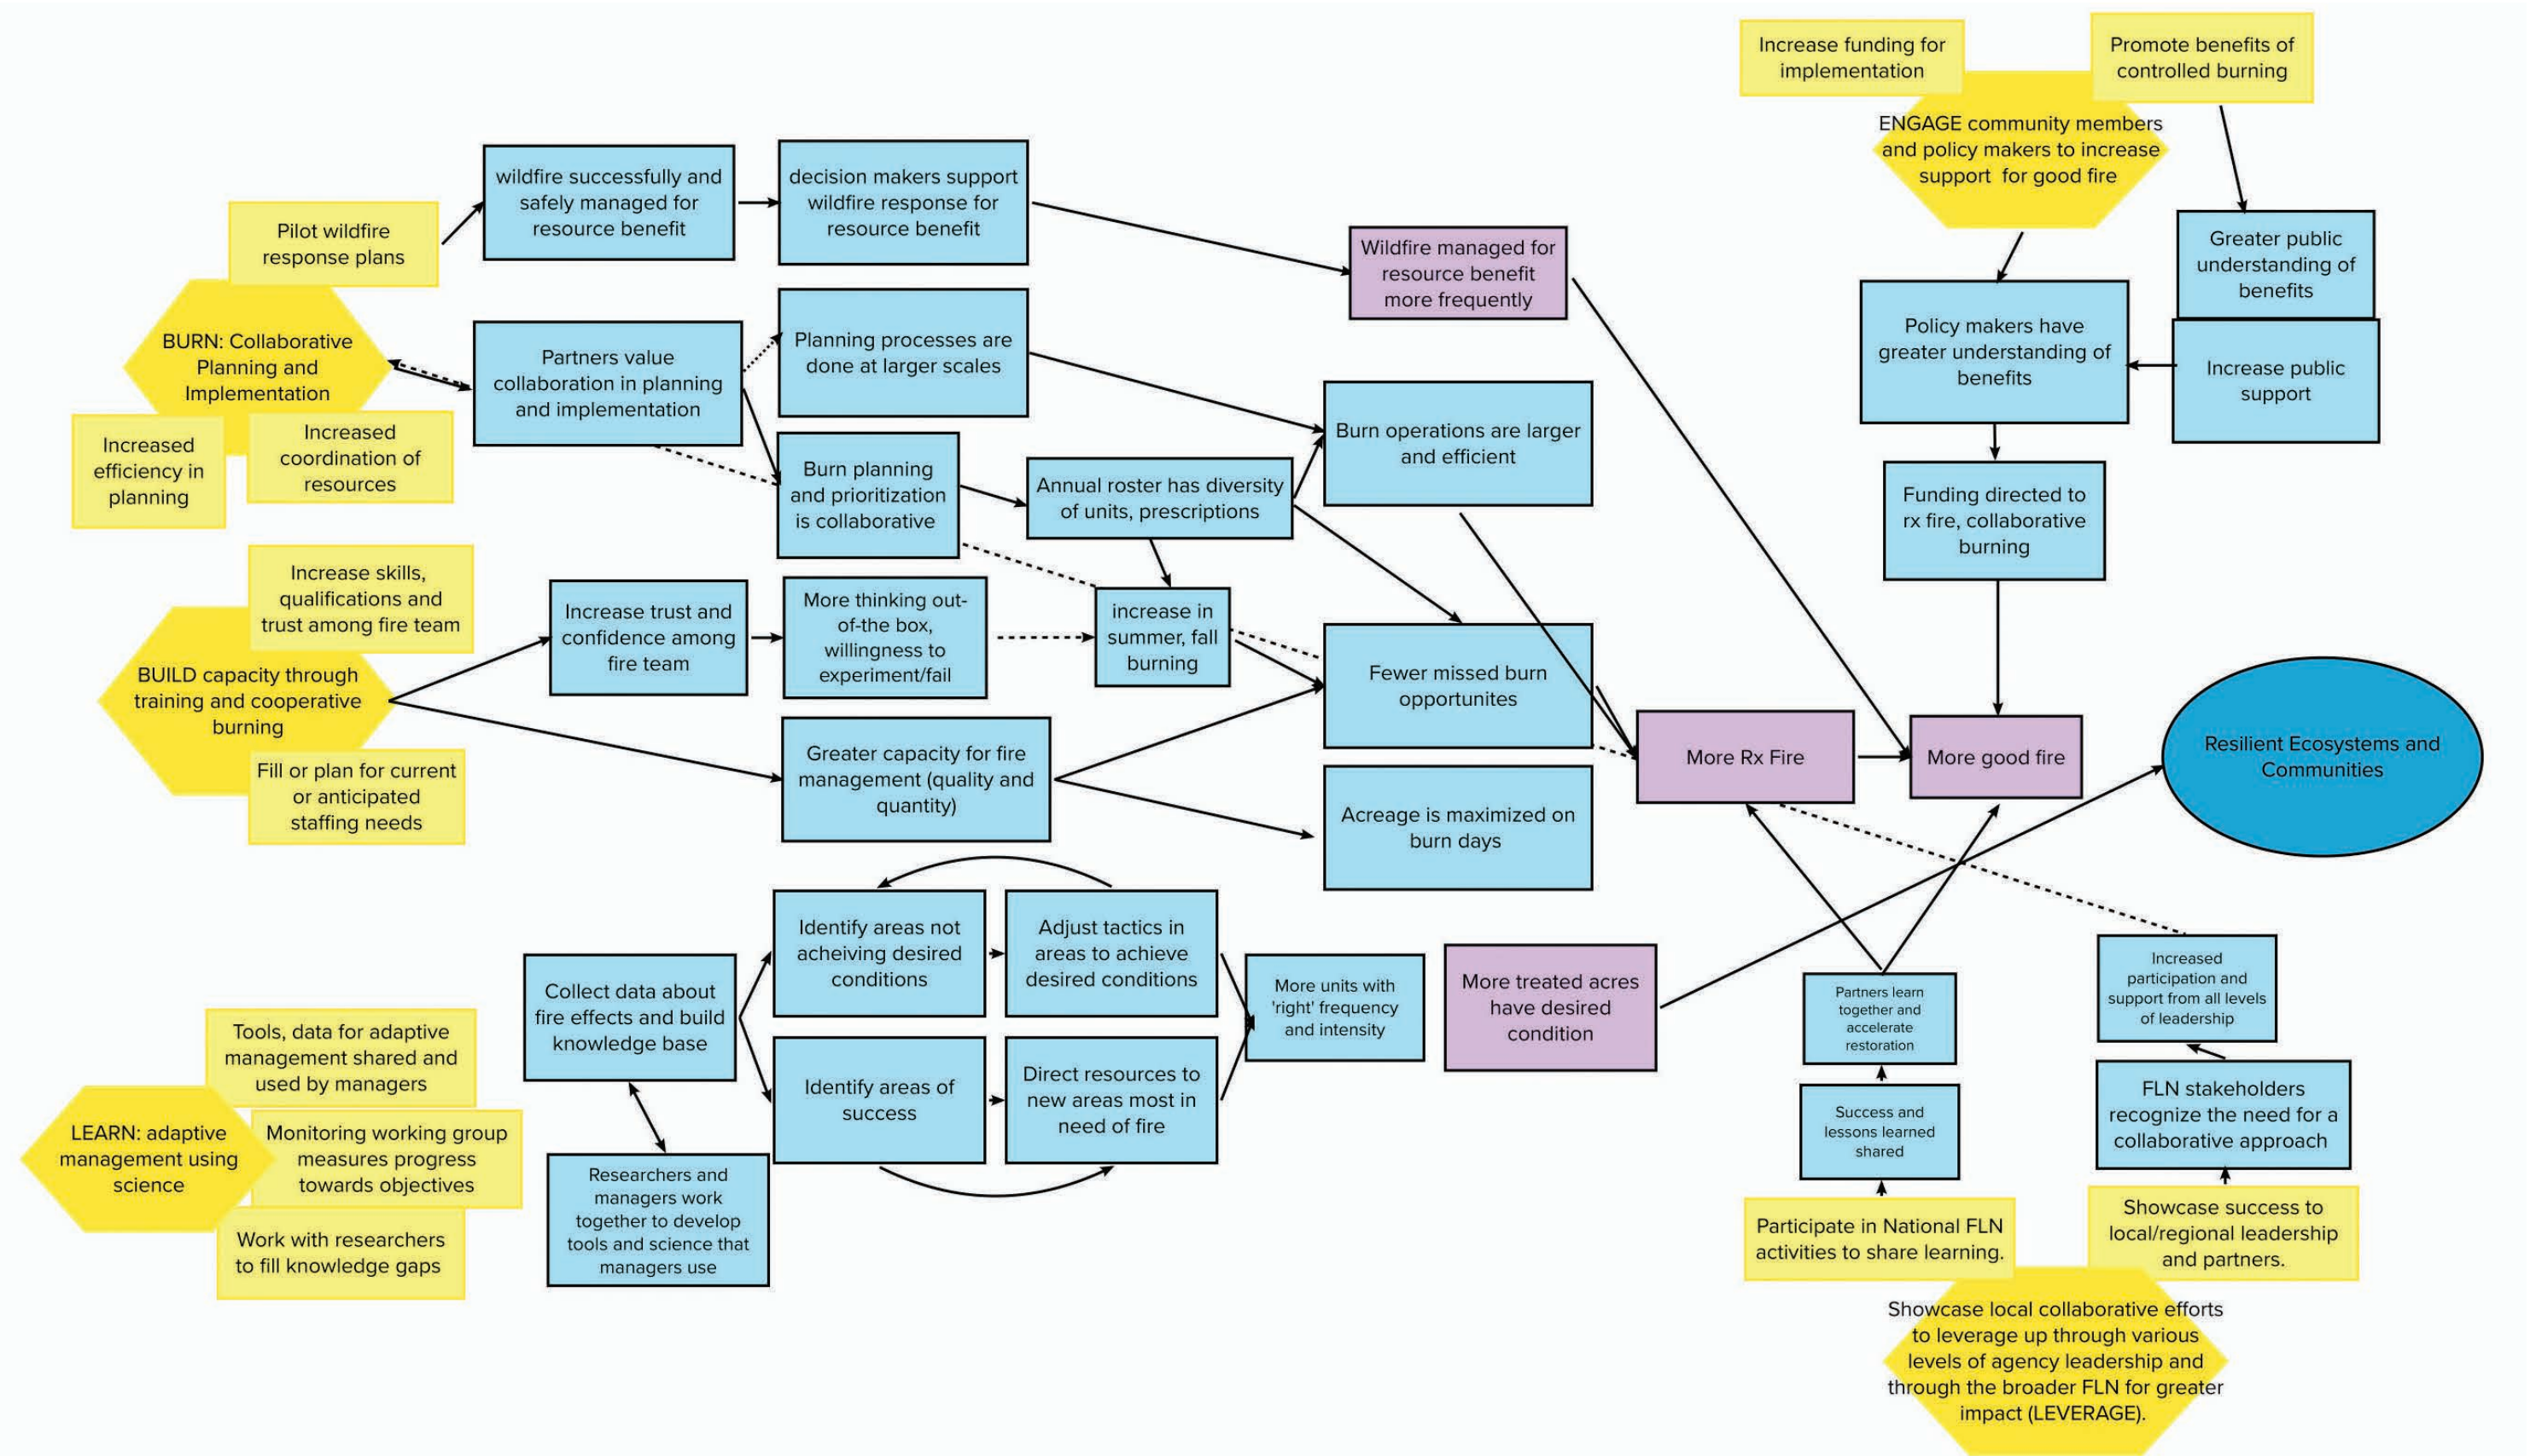 Increase funding for
implementation
Promote benefits of
controlled burning
ENGAGE community members
and policy makers to increase
support  for good fire
wildfire successfully and
safely managed for
resource benefit
decision makers support
wildfire response for
resource benefit
Pilot wildfire
response plans
Wildfire managed for
resource benefit
more frequently
Greater public
understanding of
benefits
BURN: Collaborative
Planning and
Implementation
Partners value
collaboration in planning
and implementation
Planning processes are
done at larger scales
Policy makers have
greater understanding of
benefits
Increase public
support
Increased
efficiency in
planning
Increased
coordination of
resources
Burn planning
and prioritization
is collaborative
Annual roster has diversity
of units, prescriptions
Burn operations are larger
and efficient
Funding directed to
rx fire, collaborative
burning
Increase skills,
qualifications and
trust among fire team
Increase trust and
confidence among
fire team
More thinking out-
of-the box,
willingness to
experiment/fail
increase in
summer, fall
burning
Fewer missed burn
opportunites
BUILD capacity through
training and cooperative
burning
Fill or plan for current
or anticipated
staffing needs
Greater capacity for fire
management (quality and
quantity)
Acreage is maximized on
burn days
More Rx Fire
More good fire
Resilient Ecosystems and
Communities
Identify areas not
acheiving desired
conditions
Adjust tactics in
areas to achieve
desired conditions
Collect data about
fire effects and build
knowledge base
More units with
'right' frequency
and intensity
More treated acres
have desired
condition
Partners learn
together and
accelerate
restoration
Increased
participation and
support from all levels
of leadership
Tools, data for adaptive
management shared and
used by managers
Identify areas of
success
Direct resources to
new areas most in
need of fire
Success and
lessons learned
shared
FLN stakeholders
recognize the need for a
collaborative approach
LEARN: adaptive
management using
science
Monitoring working group
measures progress
towards objectives
Work with researchers
to fill knowledge gaps
Researchers and
managers work
together to develop
tools and science that
managers use
Participate in National FLN
activities to share learning.
Showcase success to
local/regional leadership
and partners.
Showcase local collaborative efforts
to leverage up through various
levels of agency leadership and
through the broader FLN for greater
impact (LEVERAGE).